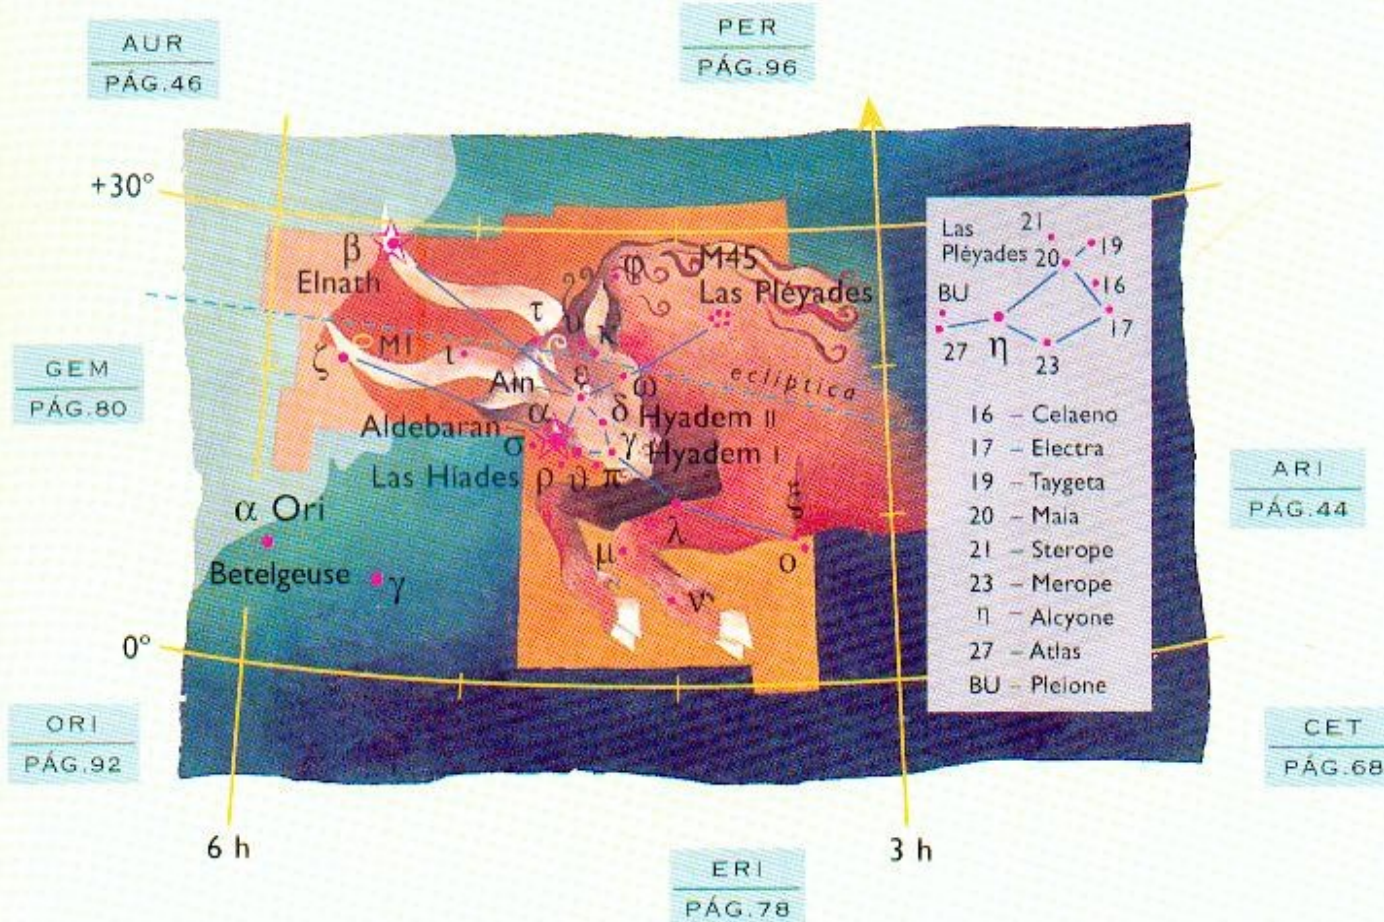 AUR
PÁG.46
PER
PÁG.96
+30°
β
Elnath
τ
υ
φ
M45
Las Pléyades
κ
ζ
M1
ι
Ain
ε
ω
ecliptica
α
δ
Hyadem II
Aldebaran
σ
γ
Hyadem I
Las Hiades
ρ
ϑ
π
α Ori
Betelgeuse
γ
λ
ξ
μ
ο
ν
0°
6 h
3 h
GEM
PÁG.80
ORI
PÁG.92
ERI
PÁG.78
Las
Pléyades
21
19
20
16
BU
17
27
η
23
16 – Celaeno
17 – Electra
19 – Taygeta
20 – Maia
21 – Sterope
23 – Merope
η – Alcyone
27 – Atlas
BU – Pleione
ARI
PÁG.44
CET
PÁG.68